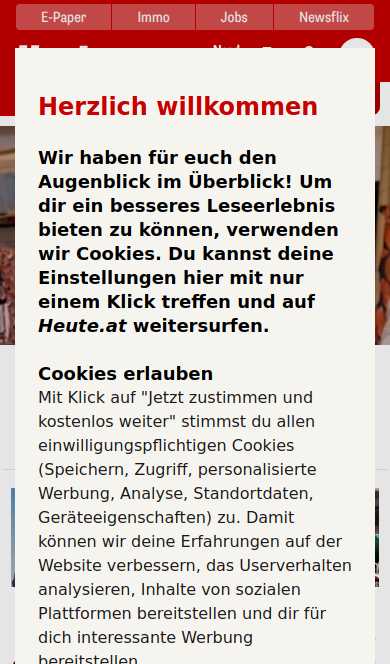 E-Paper Immo Jobs Newsflix
Herzlich willkommen
Wir haben für euch den
Augenblick im Überblick! Um
dir ein besseres Leseerlebnis
bieten zu können, verwenden
wir Cookies. Du kannst deine
Einstellungen hier mit nur
einem Klick treffen und auf
Heute.at weitersurfen.
Cookies erlauben
Mit Klick auf "Jetzt zustimmen und
kostenlos weiter" stimmst du allen
einwilligungspflichtigen Cookies
(Speichern, Zugriff, personalisierte
Werbung, Analyse, Standortdaten,
Geräteeigenschaften) zu. Damit
können wir deine Erfahrungen auf der
Website verbessern, das Userverhalten
analysieren, Inhalte von sozialen
Plattformen bereitstellen und dir für
dich interessante Werbung
bereitstellen